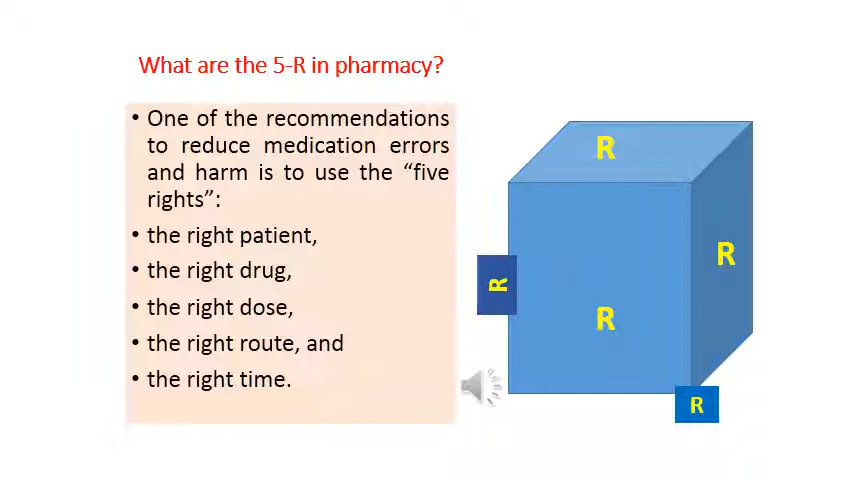 What are the 5-R in pharmacy?
• One of the recommendations
to reduce medication errors
and harm is to use the “five
rights”:
• the right patient,
• the right drug,
• the right dose,
• the right route, and
• the right time.
R
R
R
R
R